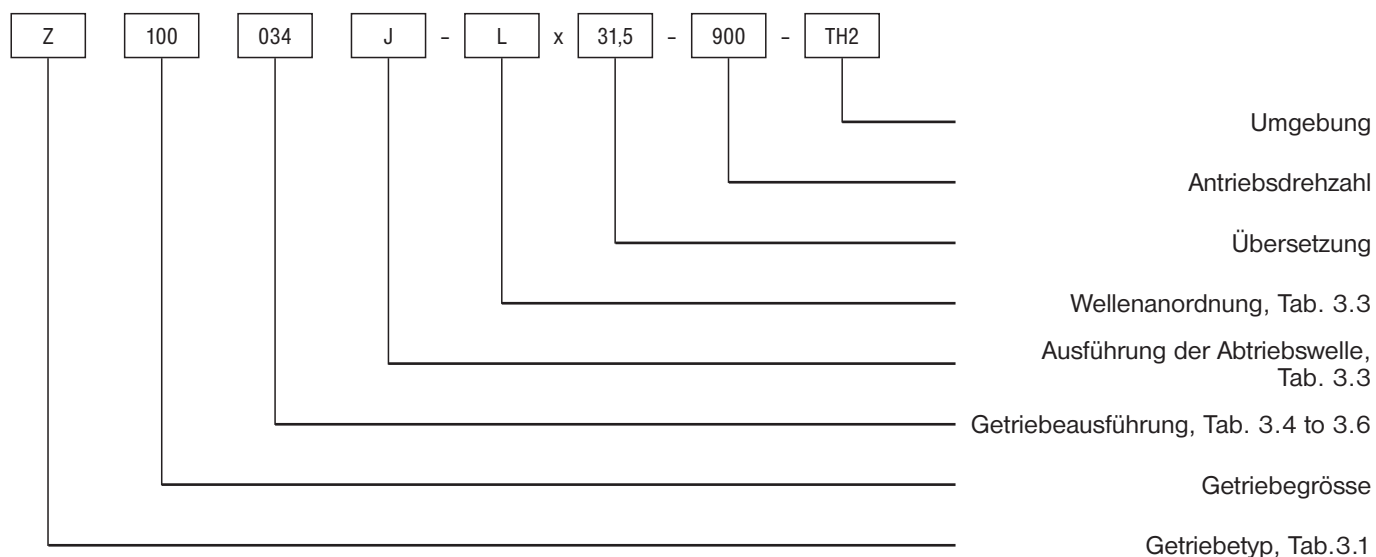 Z 100 034 J - L x 31,5 - 900 - TH2
Umgebung
Antriebsdrehzahl
Übersetzung
Wellenanordnung, Tab. 3.3
Ausführung der Abtriebswelle,
Tab. 3.3
Getriebeausführung, Tab. 3.4 to 3.6
Getriebegrösse
Getriebetyp, Tab.3.1